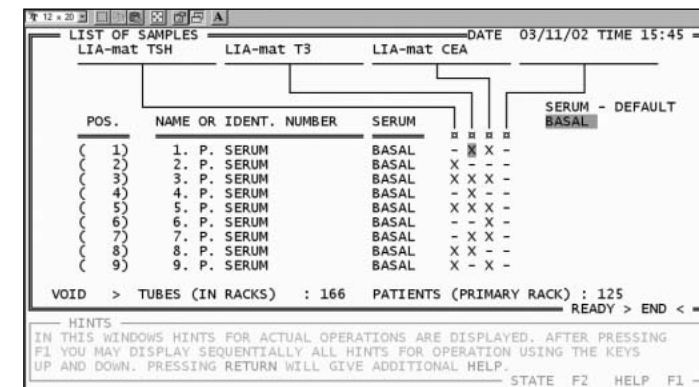 12 x 20 A
LIST OF SAMPLES DATE 03/11/02 TIME 15:45
LIA-mat TSH LIA-mat T3 LIA-mat CEA
SERUM - DEFAULT
POS. NAME OR IDENT. NUMBER SERUM BASAL
¤ ¤ ¤ ¤
( 1) 1. P. SERUM BASAL - X X -
( 2) 2. P. SERUM BASAL X - - -
( 3) 3. P. SERUM BASAL X X X -
( 4) 4. P. SERUM BASAL - X - -
( 5) 5. P. SERUM BASAL X X X -
( 6) 6. P. SERUM BASAL - X - -
( 7) 7. P. SERUM BASAL - X X -
( 8) 8. P. SERUM BASAL X X - -
( 9) 9. P. SERUM BASAL X - X -
VOID > TUBES (IN RACKS) : 166 PATIENTS (PRIMARY RACK) : 125
READY > END <
HINTS
IN THIS WINDOWS HINTS FOR ACTUAL OPERATIONS ARE DISPLAYED. AFTER PRESSING
F1 YOU MAY DISPLAY SEQUENTIALLY ALL HINTS FOR OPERATION USING THE KEYS
UP AND DOWN. PRESSING RETURN WILL GIVE ADDITIONAL HELP.
STATE F2 HELP F1